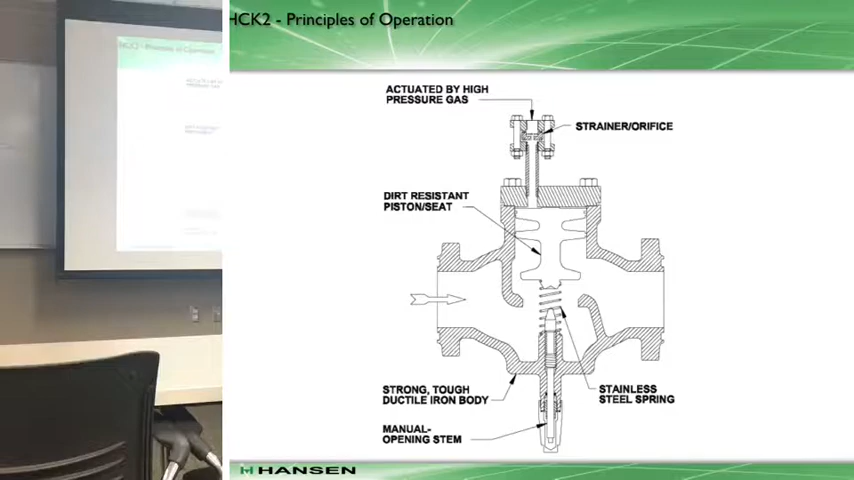 HCK2 - Principles of Operation
ACTUATED BY HIGH
PRESSURE GAS
STRAINER/ORIFICE
DIRT RESISTANT
PISTON/SEAT
STRONG, TOUGH
DUCTILE IRON BODY
STAINLESS
STEEL SPRING
MANUAL-
OPENING STEM
HANSEN